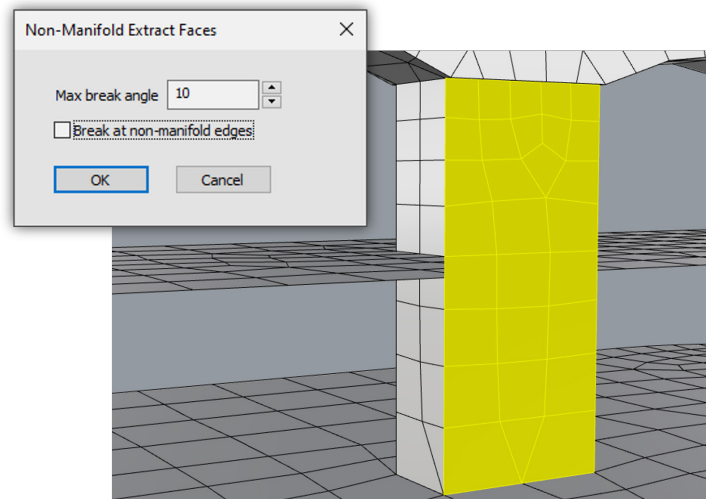 Non-Manifold Extract Faces
Max break angle 10
Break at non-manifold edges
OK Cancel